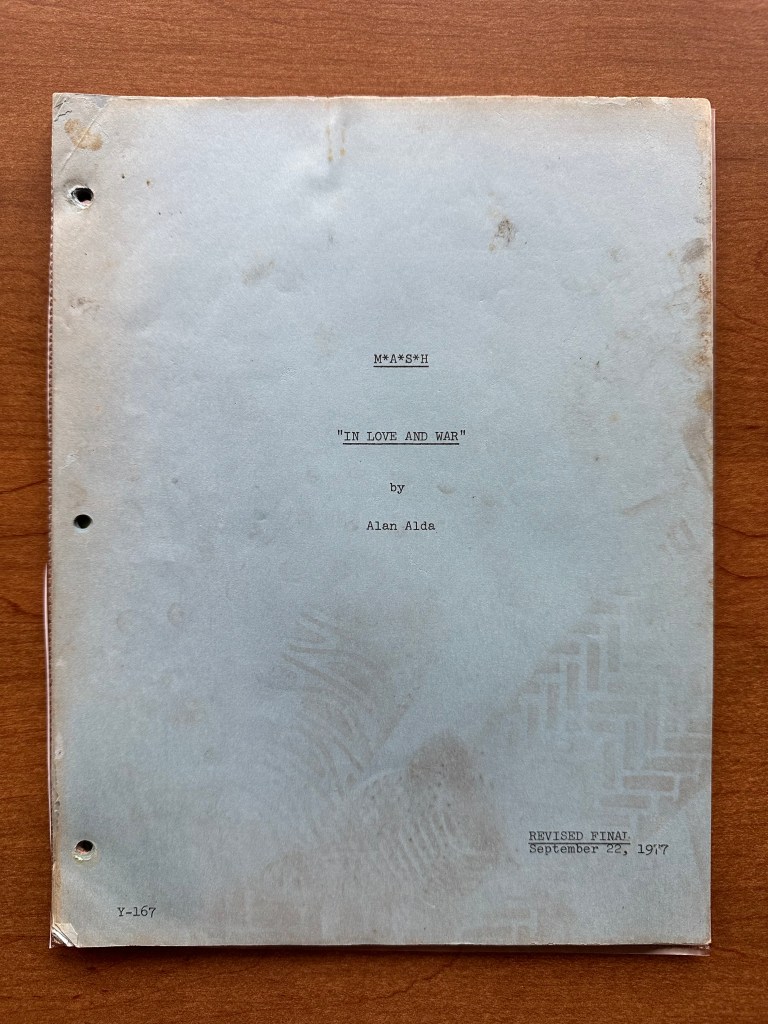 M*A*S*H
"IN LOVE AND WAR"
by
Alan Alda
REVISED FINAL
September 22, 1977
Y-167